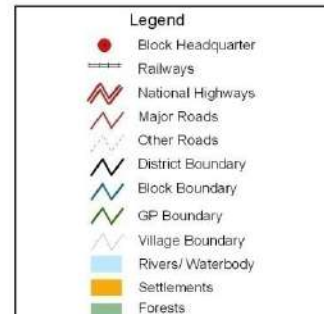 Legend
Block Headquarter
Railways
National Highways
Major Roads
Other Roads
District Boundary
Block Boundary
GP Boundary
Village Boundary
Rivers/ Waterbody
Settlements
Forests